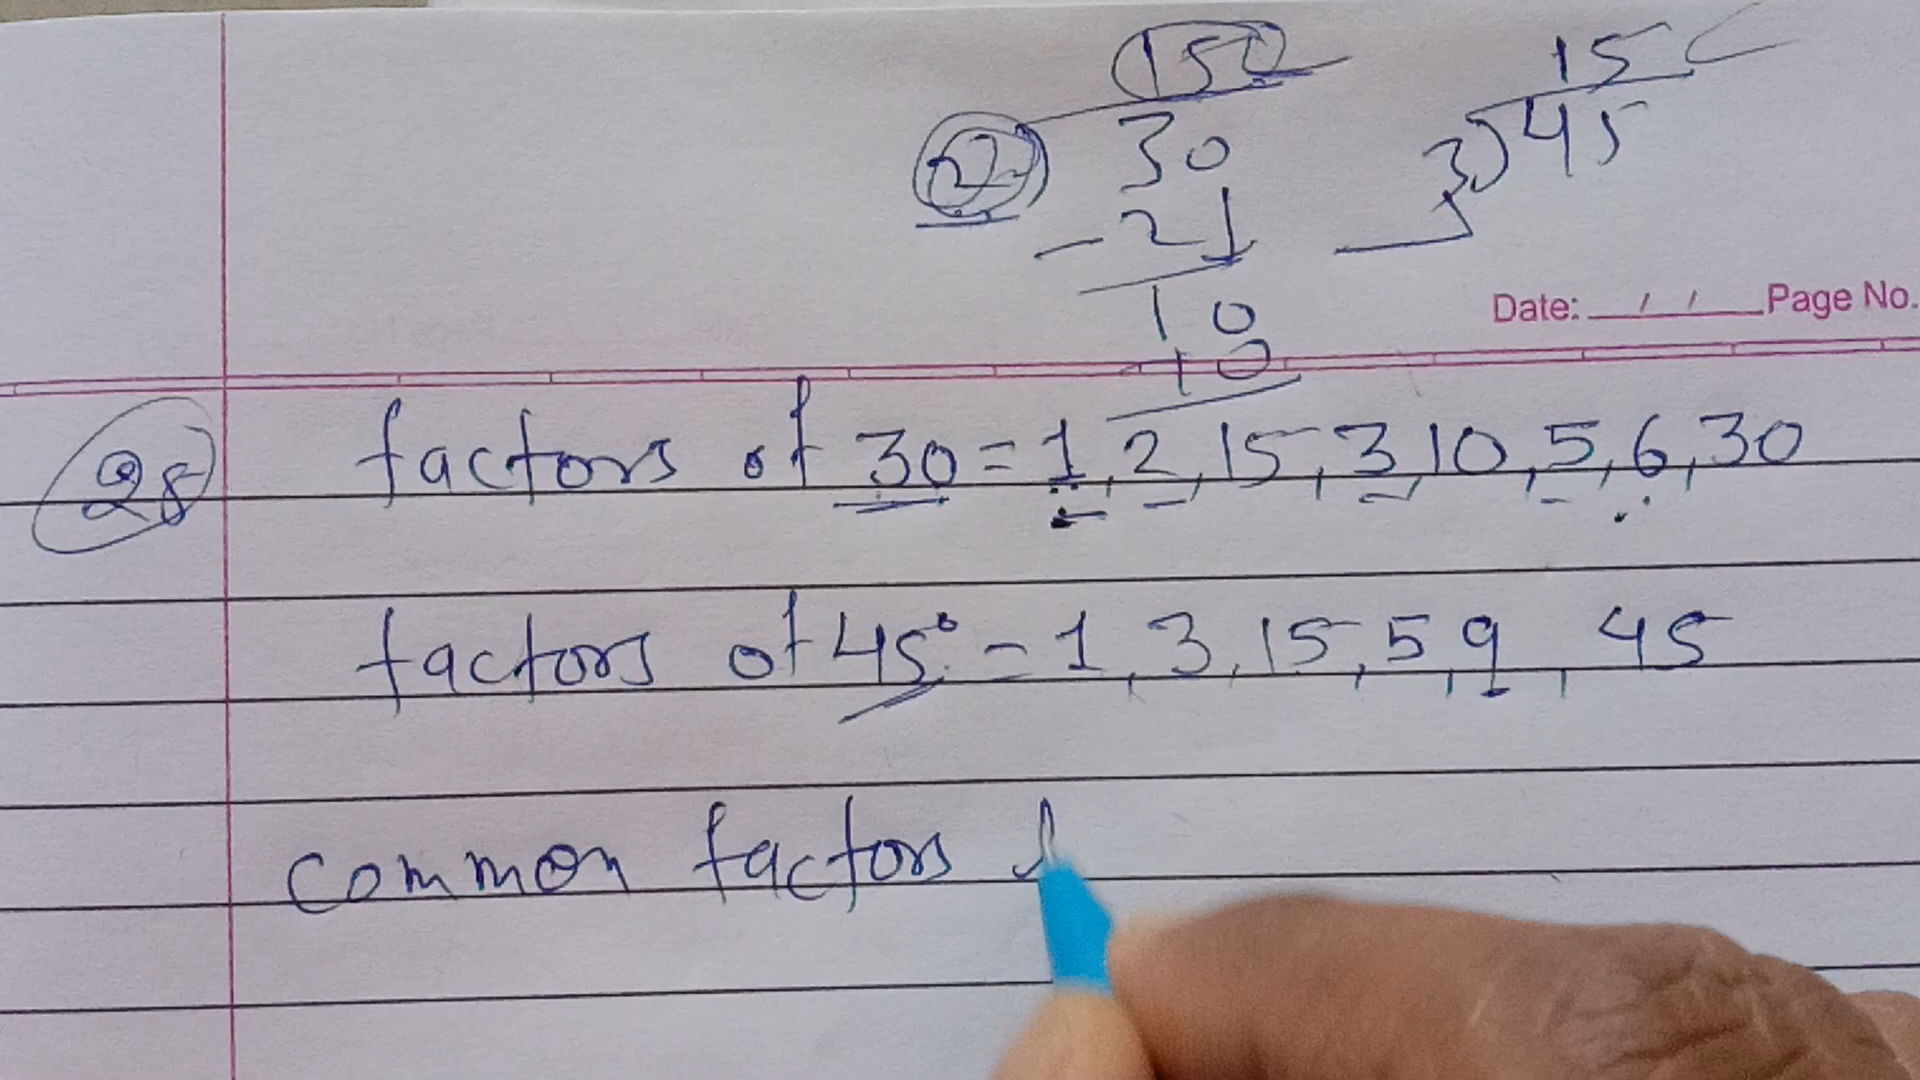 15
15
2) 30
3) 45
- 21
10
Date: / / Page No.
10
28 factors of 30 = 1, 2, 15, 3, 10, 5, 6, 30
factors of 45 = 1, 3, 15, 5, 9, 45
common factors